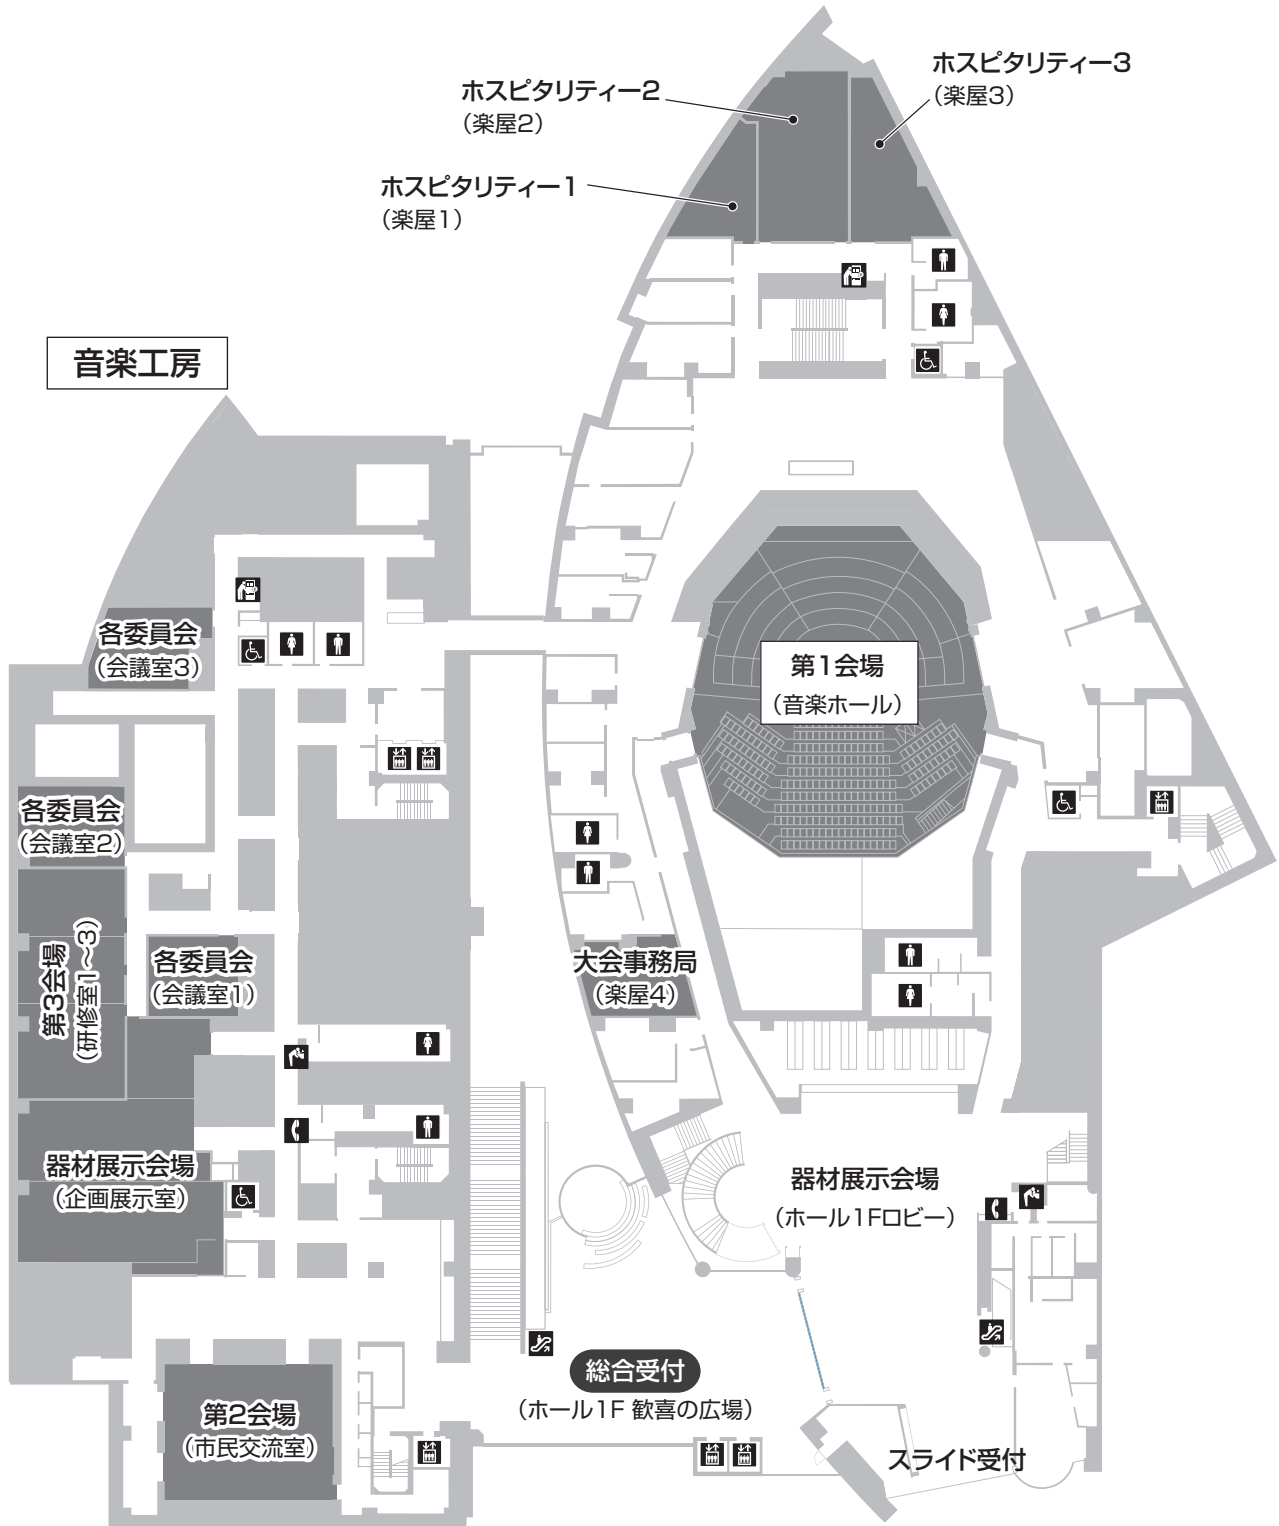 ホスピタリティー3
（楽屋3）
ホスピタリティー2
（楽屋2）
ホスピタリティー1
（楽屋1）
音楽工房
各委員会
（会議室3）
第1会場
（音楽ホール）
各委員会
（会議室2）
第3会場
（研修室1～3）
各委員会
（会議室1）
大会事務局
（楽屋4）
器材展示会場
（企画展示室）
器材展示会場
（ホール1Fロビー）
総合受付
（ホール1F 歓喜の広場）
第2会場
（市民交流室）
スライド受付